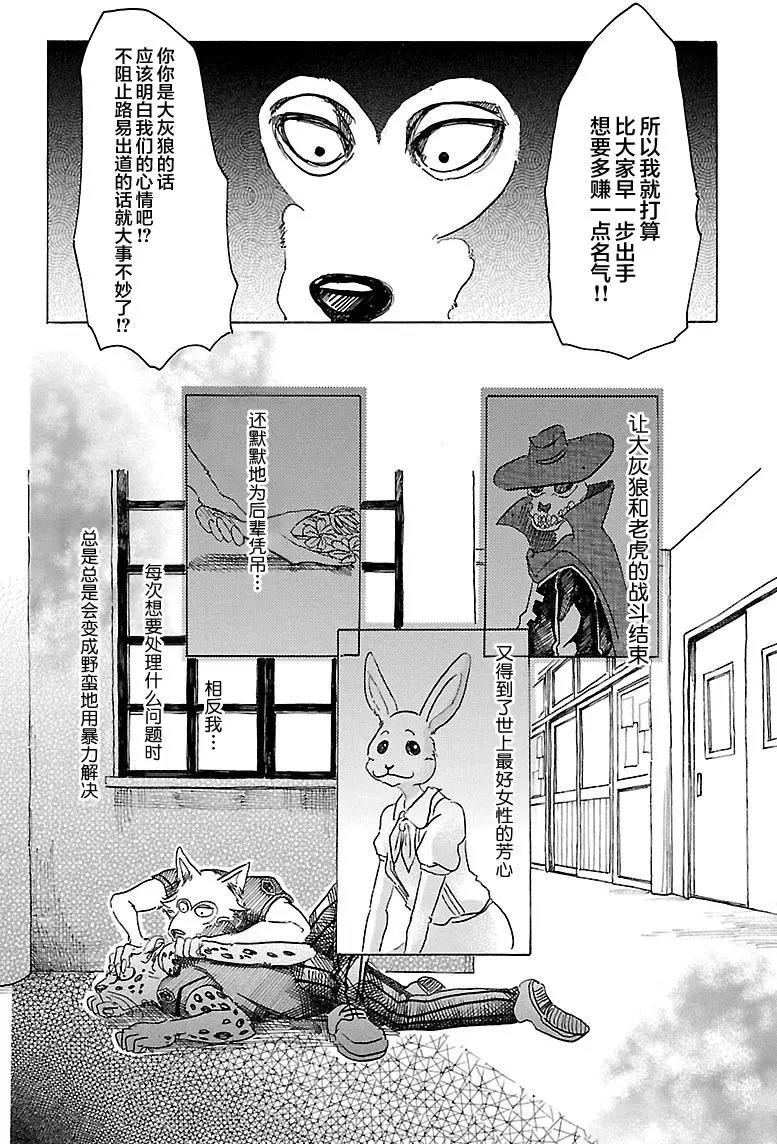 所以我就打算
比大家早一步出手
想要多赚一点名气!!
你你是大灰狼的话
应该明白我们的心情吧!?
不阻止路易出道的话就大事不妙了!?
让大灰狼和老虎的战斗结束
还默默地为后辈凭吊…
又得到了世上最好女性的芳心
相反我…
每次想要处理什么问题时
总是总是会变成野蛮地用暴力解决